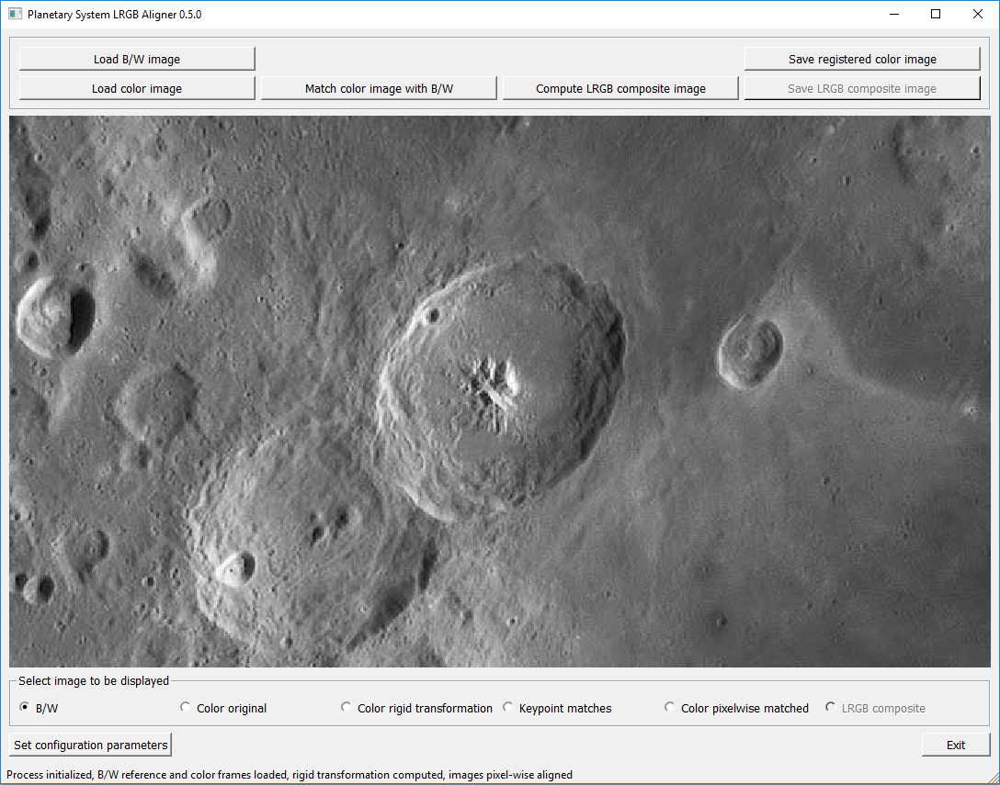 Planetary System LRGB Aligner 0.5.0
Load B/W image
Save registered color image
Load color image
Match color image with B/W
Compute LRGB composite image
Save LRGB composite image
Select image to be displayed
B/W
Color original
Color rigid transformation
Keypoint matches
Color pixelwise matched
LRGB composite
Set configuration parameters
Exit
Process initialized, B/W reference and color frames loaded, rigid transformation computed, images pixel-wise aligned